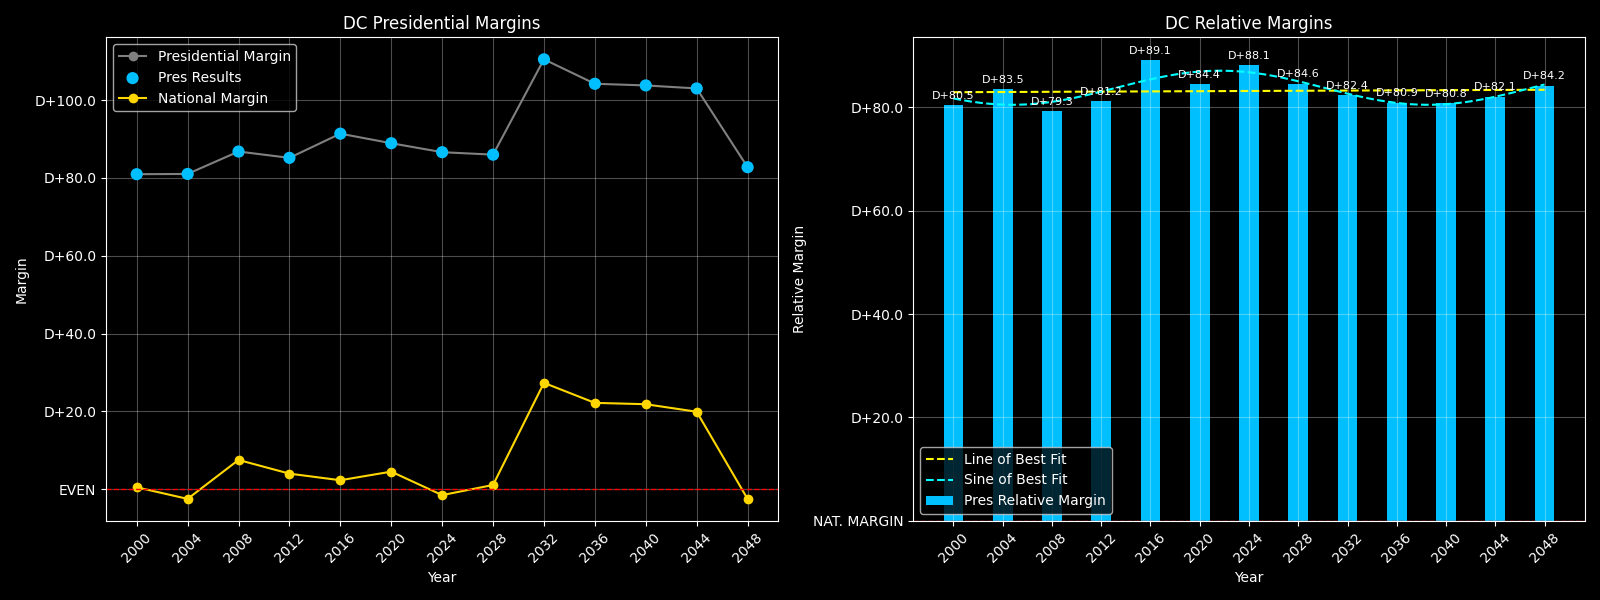 DC Presidential Margins
Presidential Margin
Pres Results
National Margin
Margin
D+100.0
D+80.0
D+60.0
D+40.0
D+20.0
EVEN
2000 2004 2008 2012 2016 2020 2024 2028 2032 2036 2040 2044 2048
Year
DC Relative Margins
Relative Margin
D+80.0
D+60.0
D+40.0
D+20.0
NAT. MARGIN
D+80.5 D+83.5 D+79.3 D+81.2 D+89.1 D+84.4 D+88.1 D+84.6 D+82.4 D+80.9 D+80.8 D+82.1 D+84.2
Line of Best Fit
Sine of Best Fit
Pres Relative Margin
2000 2004 2008 2012 2016 2020 2024 2028 2032 2036 2040 2044 2048
Year